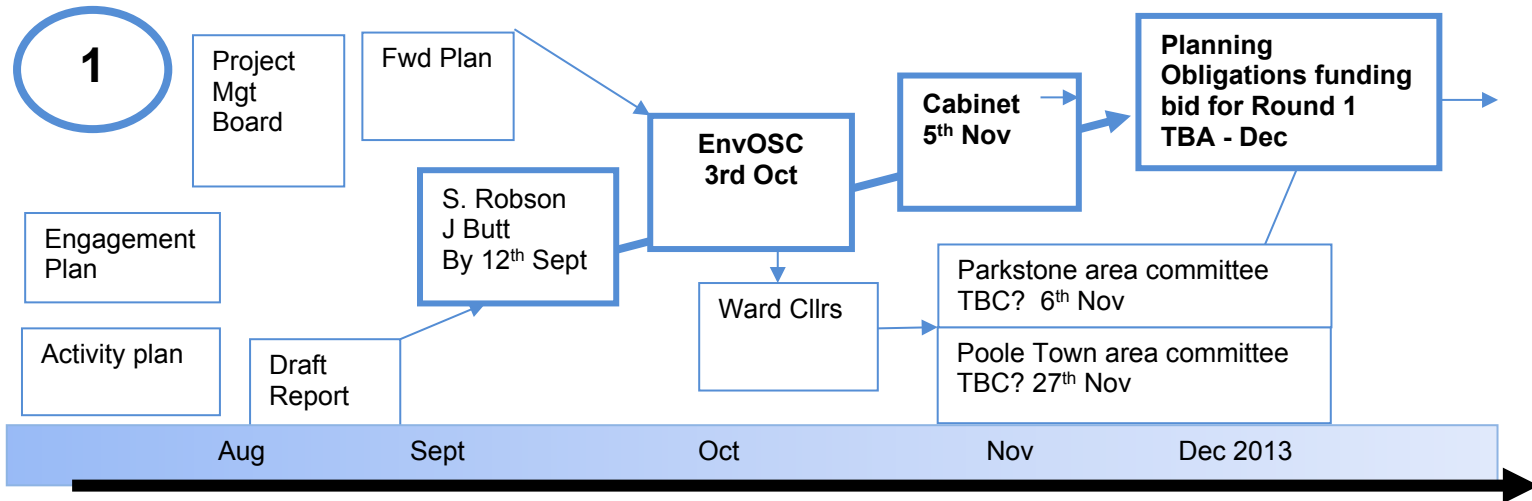 1
Project
Mgt
Board
Fwd Plan
Planning
Obligations funding
bid for Round 1
TBA - Dec
Cabinet
5th Nov
EnvOSC
3rd Oct
S. Robson
J Butt
By 12th Sept
Engagement
Plan
Parkstone area committee
TBC? 6th Nov
Ward Cllrs
Activity plan
Draft
Report
Poole Town area committee
TBC? 27th Nov
Aug Sept Oct Nov Dec 2013